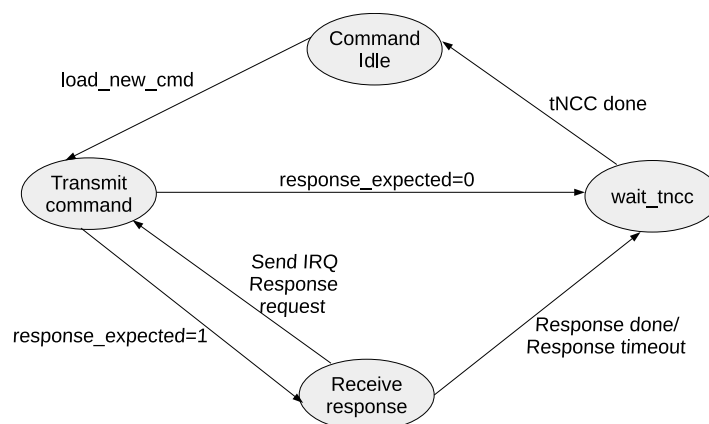 Command
Idle
load_new_cmd
tNCC done
Transmit
command
response_expected=0
wait_tncc
Send IRQ
Response
request
response_expected=1
Response done/
Response timeout
Receive
response